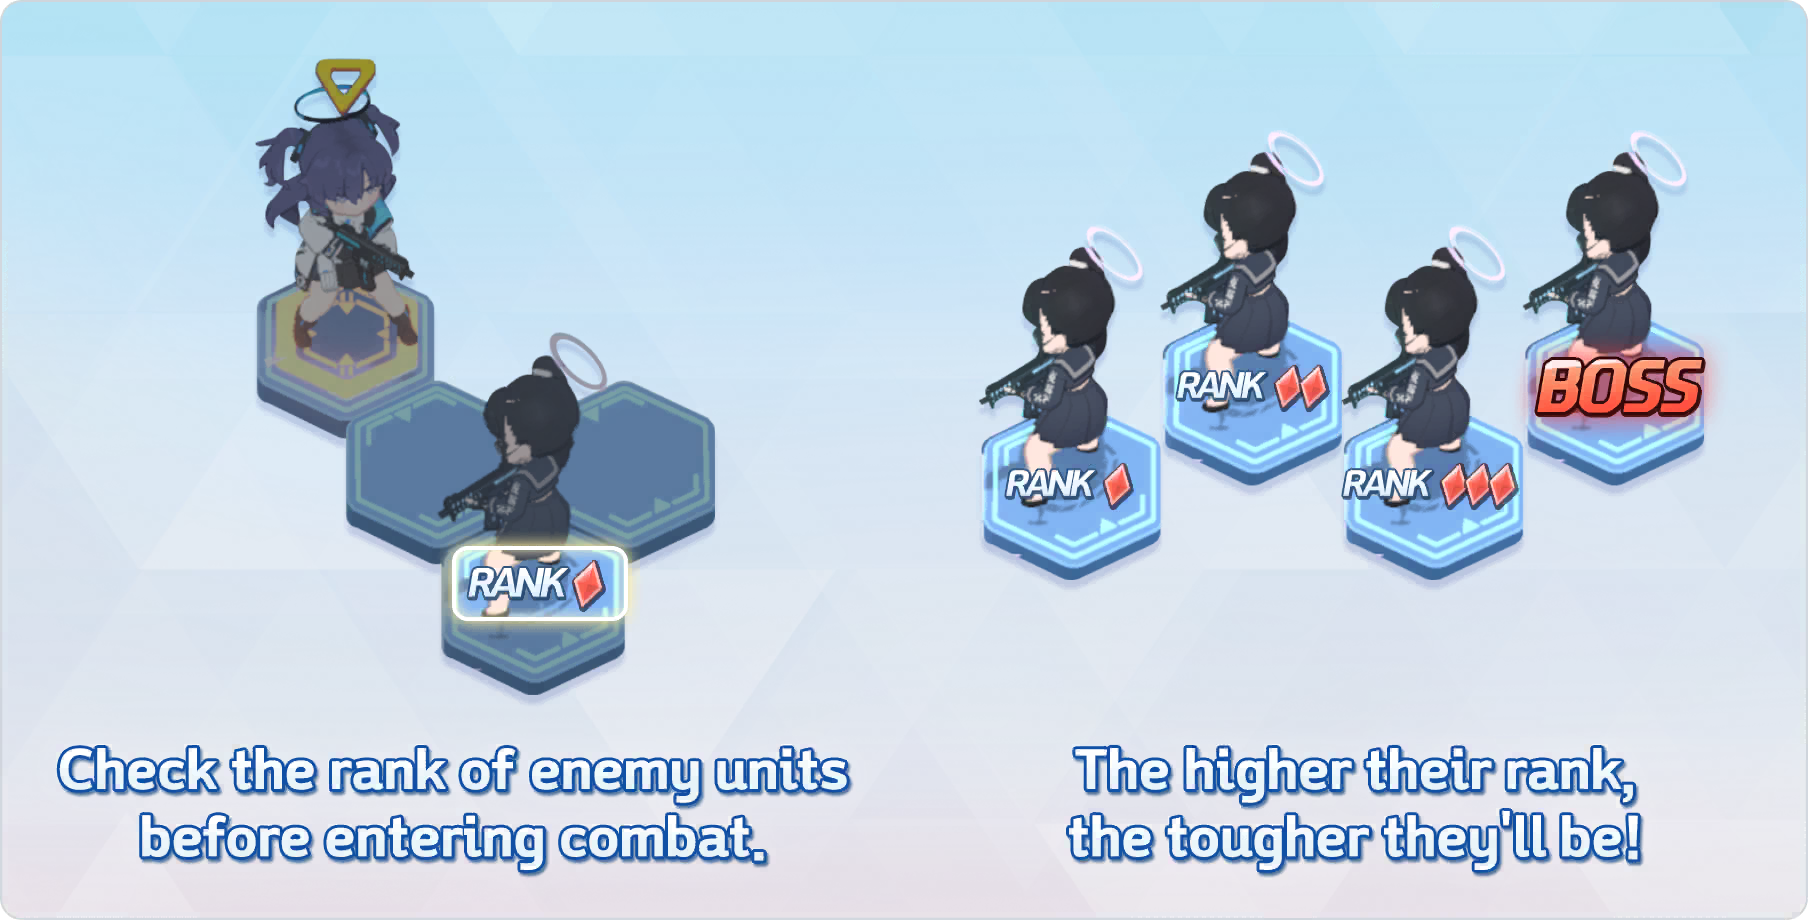 RANK
Check the rank of enemy units
before entering combat.
RANK
RANK
RANK
BOSS
The higher their rank,
the tougher they'll be!